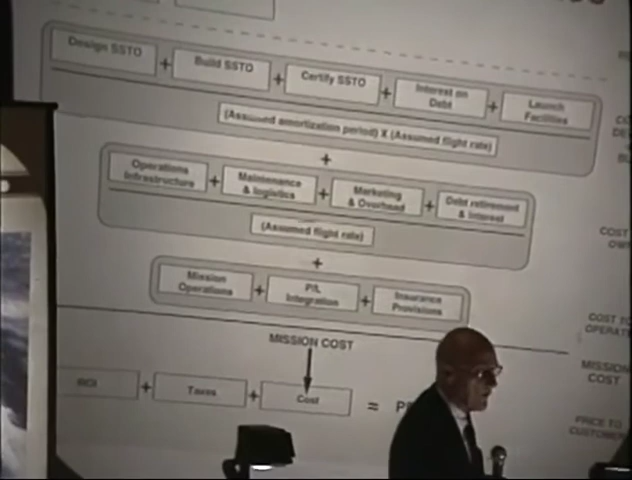 Design SSTO + Build SSTO + Certify SSTO + Interest on Debt + Launch Facilities
(Assumed amortization period) X (Assumed flight rate)
+
Operations Infrastructure + Maintenance & logistics + Marketing & Overhead + Debt retirement & Interest
(Assumed flight rate)
+
Mission Operations + P/L Integration + Insurance Provisions
COST
COST TO
OPERAT
MISSION COST
MISSION
COST
ROI + Taxes + Cost = P
PRICE TO
CUSTOMER